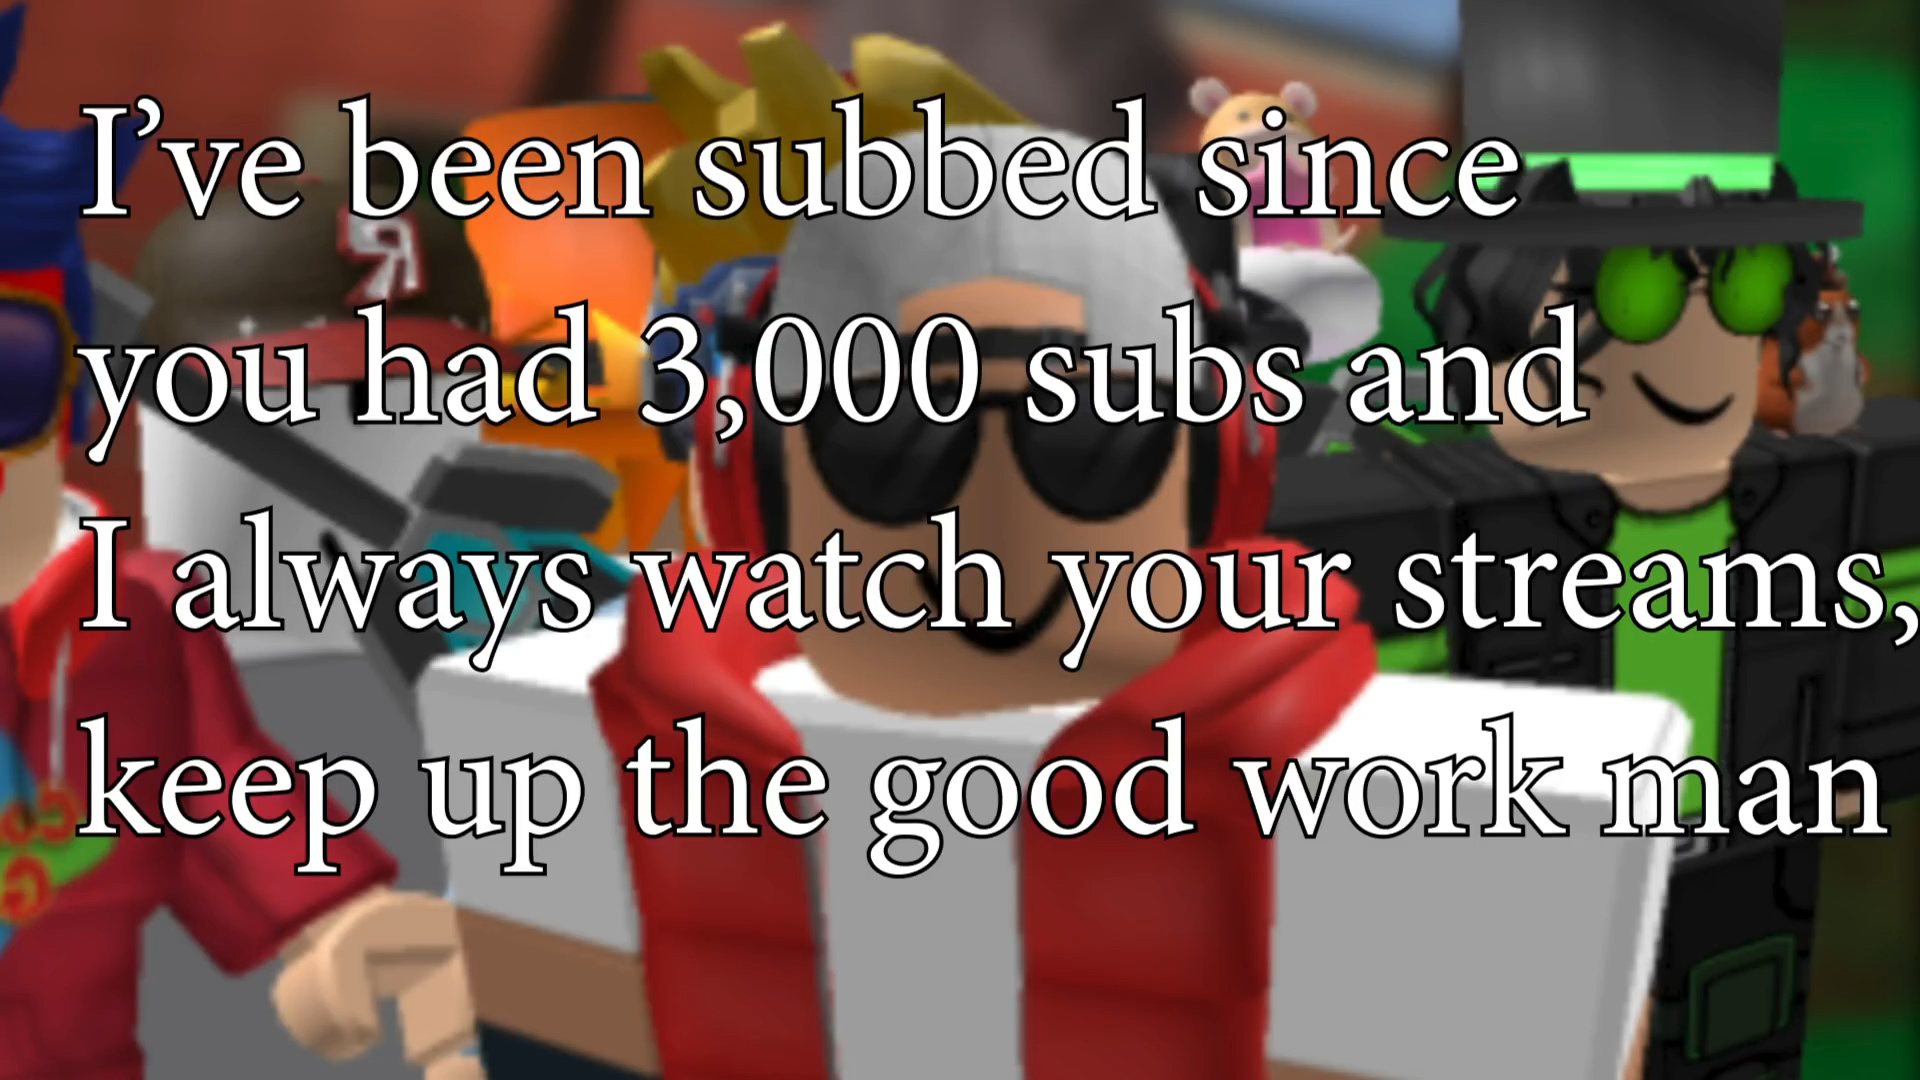 I’ve been subbed since
you had 3,000 subs and
I always watch your streams,
keep up the good work man